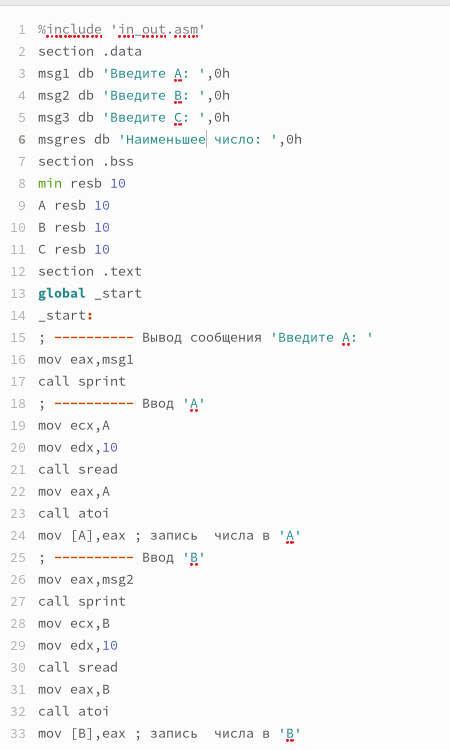 1 %include 'in_out.asm'
2 section .data
3 msg1 db 'Введите A: ',0h
4 msg2 db 'Введите B: ',0h
5 msg3 db 'Введите C: ',0h
6 msgres db 'Наименьшее число: ',0h
7 section .bss
8 min resb 10
9 A resb 10
10 B resb 10
11 C resb 10
12 section .text
13 global _start
14 _start:
15 ; ---------- Вывод сообщения 'Введите A: '
16 mov eax,msg1
17 call sprint
18 ; ---------- Ввод 'A'
19 mov ecx,A
20 mov edx,10
21 call sread
22 mov eax,A
23 call atoi
24 mov [A],eax ; запись  числа в 'A'
25 ; ---------- Ввод 'B'
26 mov eax,msg2
27 call sprint
28 mov ecx,B
29 mov edx,10
30 call sread
31 mov eax,B
32 call atoi
33 mov [B],eax ; запись  числа в 'B'